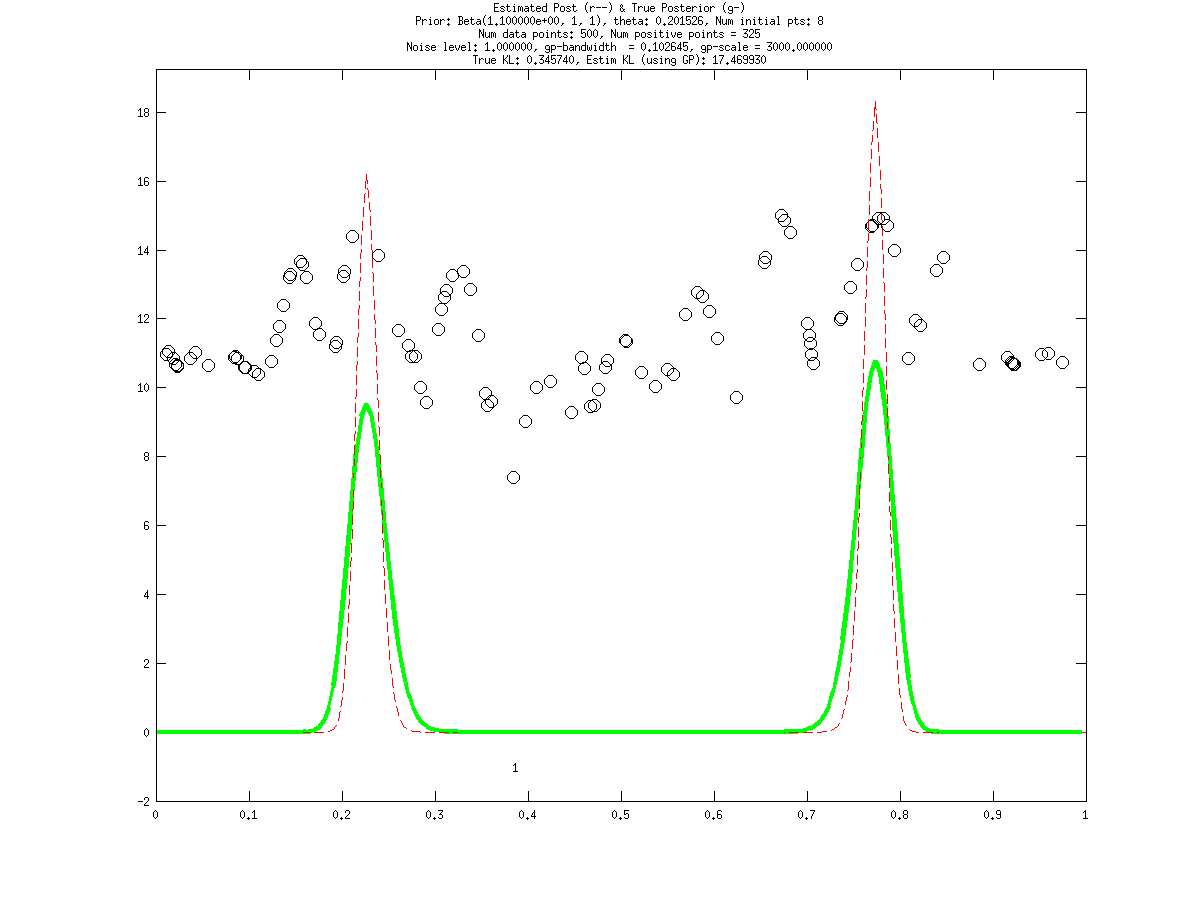 Estimated Post (r--) & True Posterior (g-)
Prior: Beta(1.100000e+00, 1, 1), theta: 0.201526, Num initial pts: 8
Num data points: 500, Num positive points = 325
Noise level: 1.000000, gp-bandwidth  = 0.102645, gp-scale = 3000.000000
True KL: 0.345740, Estim KL (using GP): 17.469930
18
16
14
12
10
8
6
4
2
0
1
-2
0 0.1 0.2 0.3 0.4 0.5 0.6 0.7 0.8 0.9 1